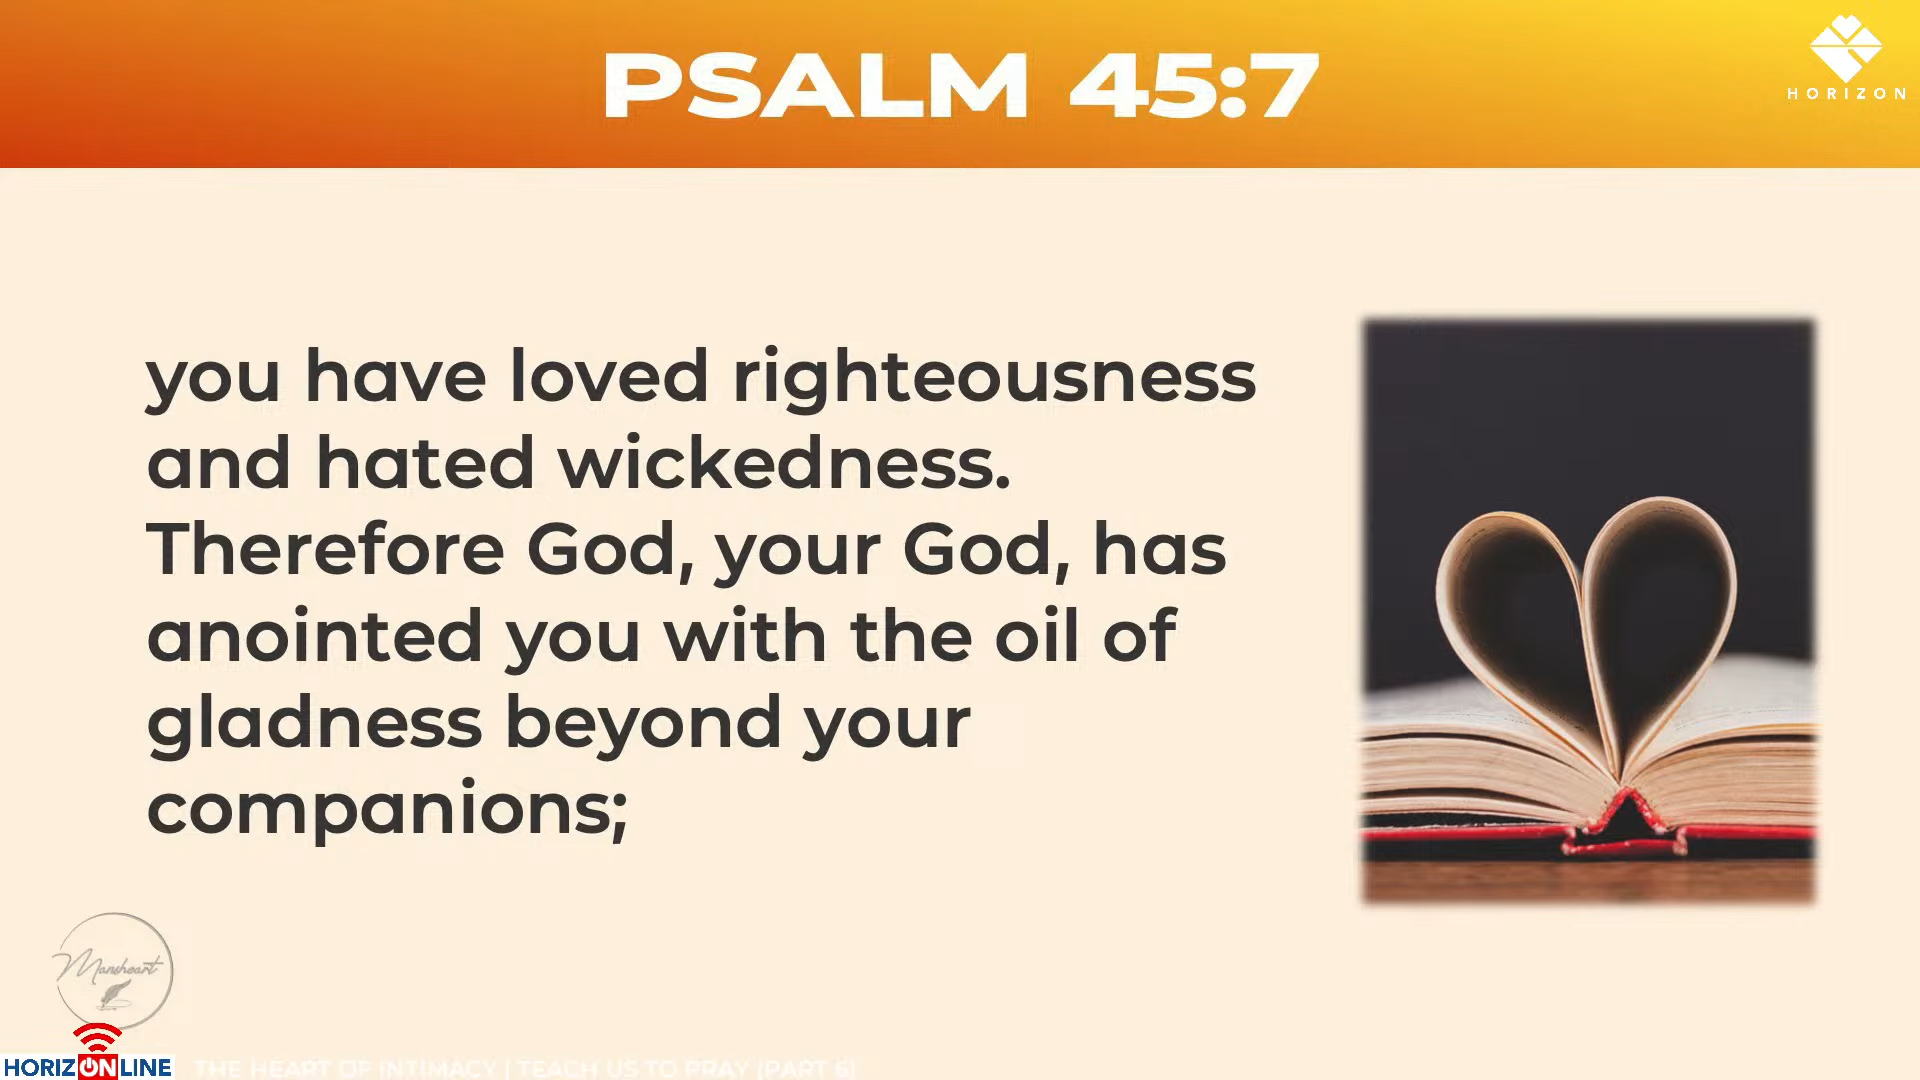 PSALM 45:7
HORIZON
you have loved righteousness
and hated wickedness.
Therefore God, your God, has
anointed you with the oil of
gladness beyond your
companions;
Mansheart
HORIZONLINE
THE HEART OF INTIMACY | TEACH US TO PRAY (PART 6)